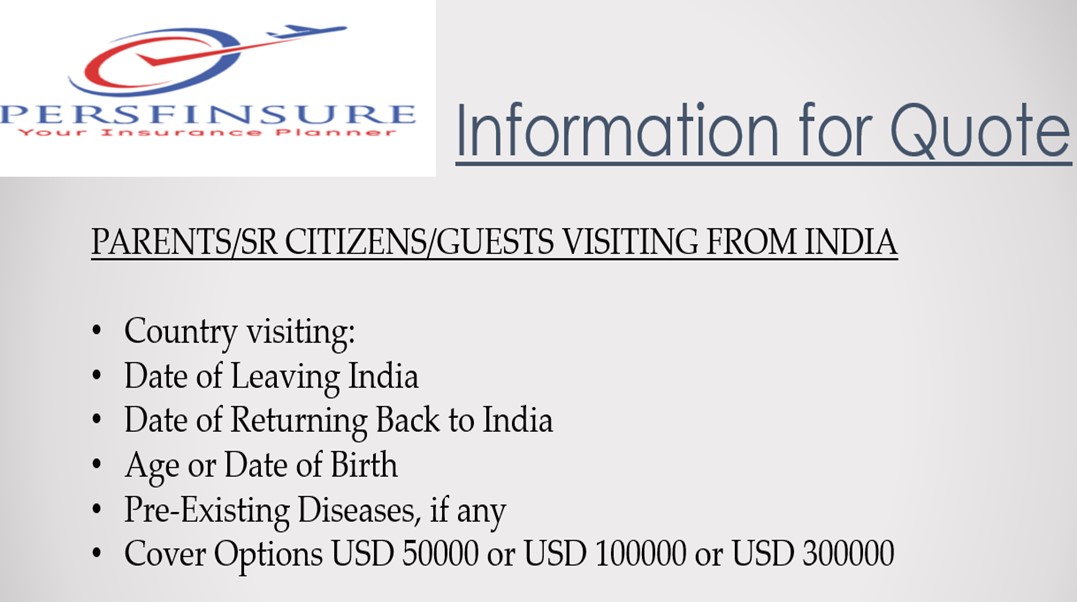 PERSFINSURE
Your Insurance Planner
Information for Quote
PARENTS/SR CITIZENS/GUESTS VISITING FROM INDIA
• Country visiting:
• Date of Leaving India
• Date of Returning Back to India
• Age or Date of Birth
• Pre-Existing Diseases, if any
• Cover Options USD 50000 or USD 100000 or USD 300000